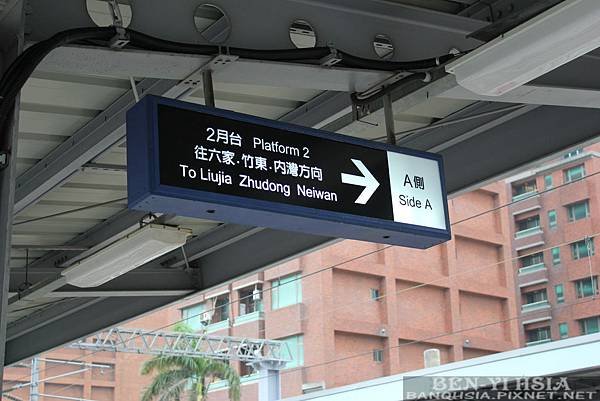 2月台 Platform 2
往六家.竹東.內灣方向
To Liujia Zhudong Neiwan
A側
Side A
BEN-YI HSIA
BANQHSIA.PIXNET.NET